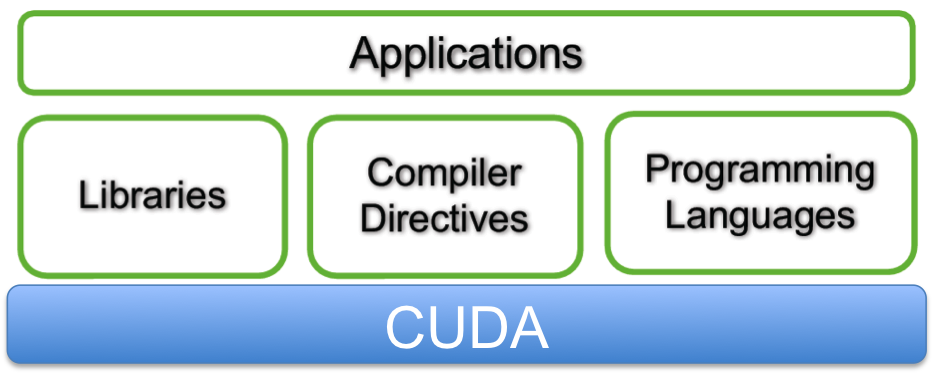 Applications
Libraries
Compiler
Directives
Programming
Languages
CUDA